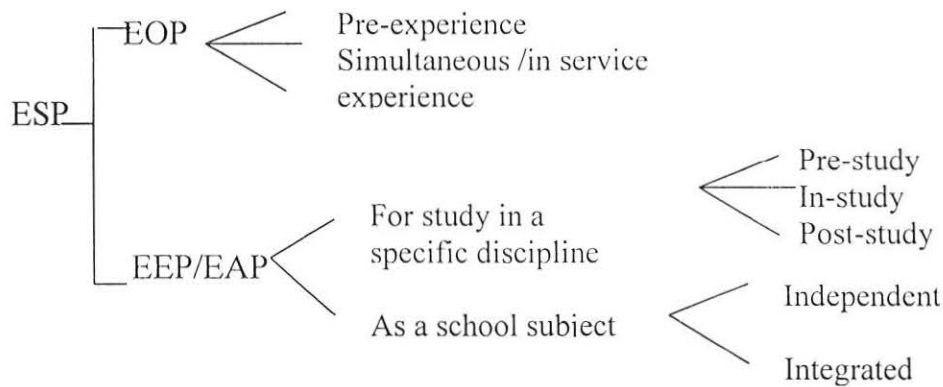 EOP
Pre-experience
Simultaneous /in service
experience
ESP
EEP/EAP
For study in a
specific discipline
Pre-study
In-study
Post-study
As a school subject
Independent
Integrated